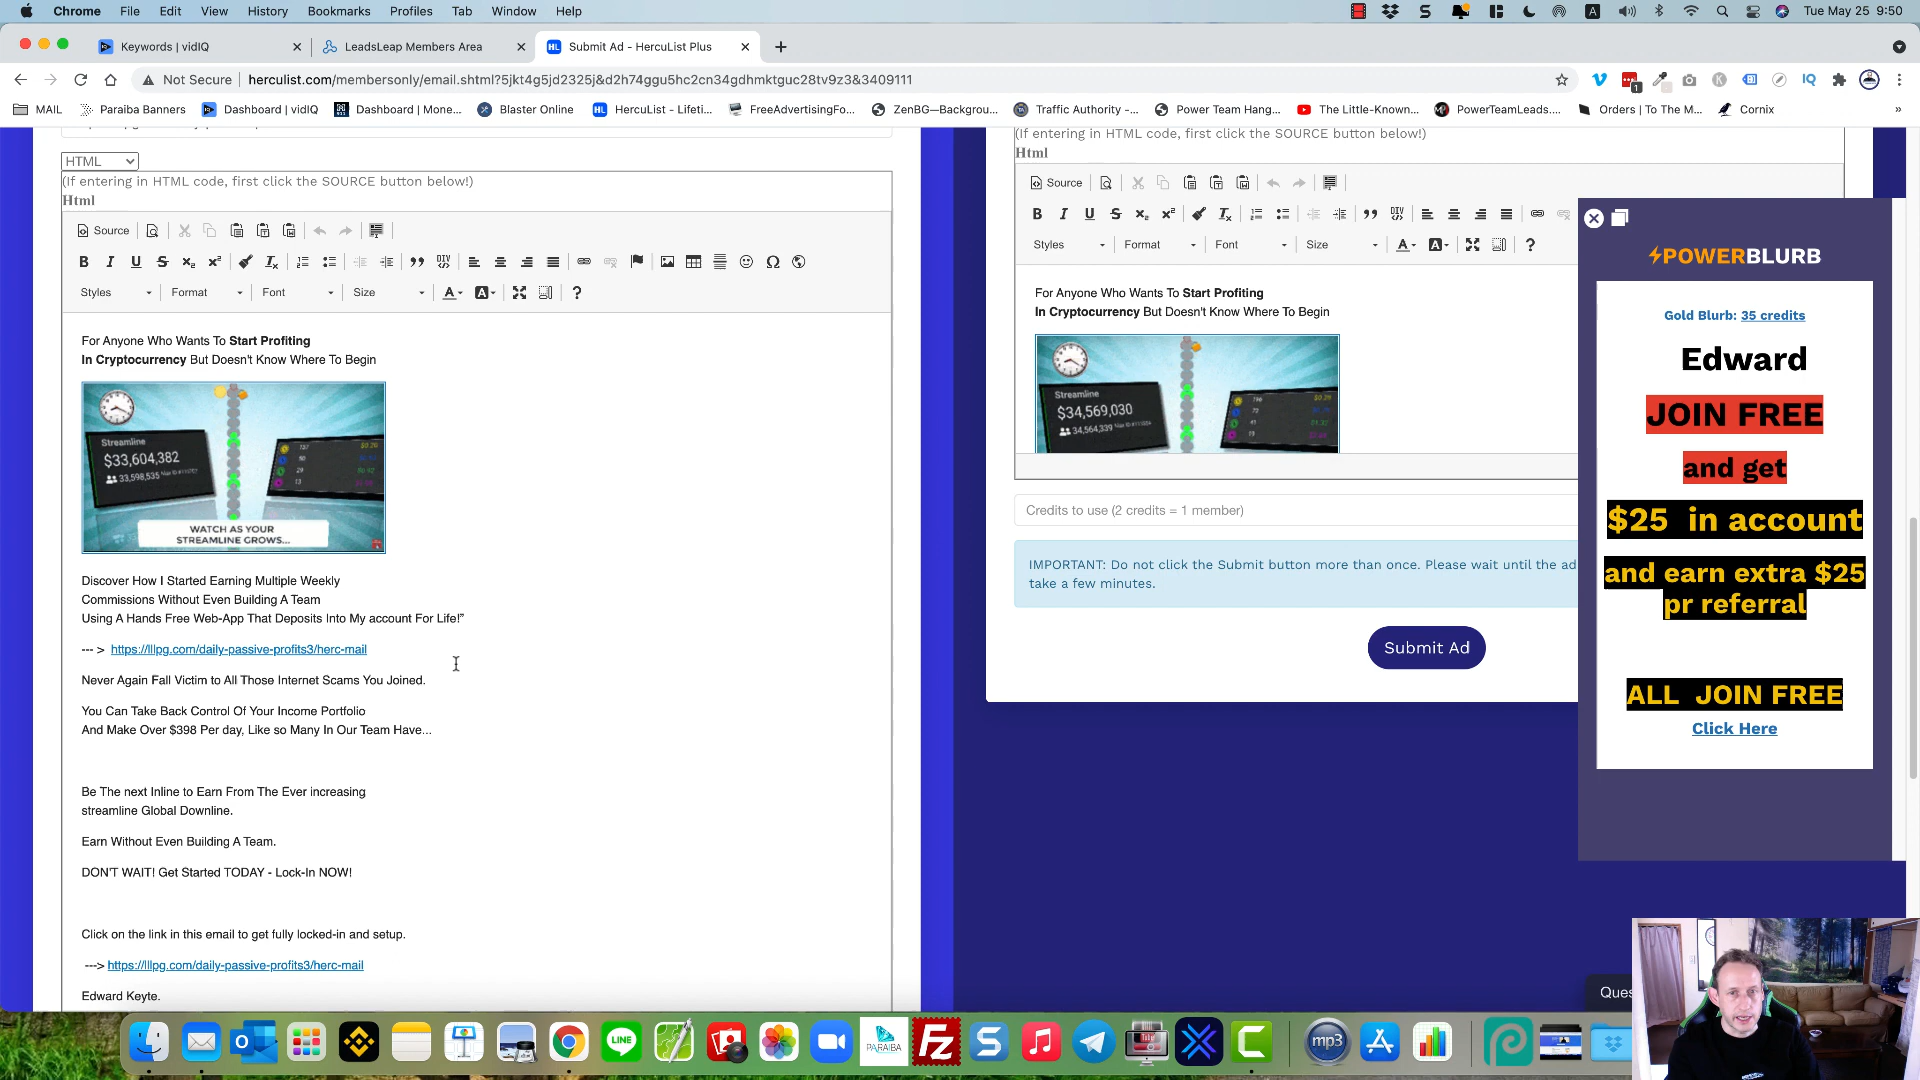 Chrome File Edit View History Bookmarks Profiles Tab Window Help
Tue May 25 9:50
Keywords | vidIQ
LeadsLeap Members Area
Submit Ad - HercuList Plus
Not Secure | herculist.com/membersonly/email.shtml?5jkt4g5jd2325j&d2h74ggu5hc2cn34gdhmktguc28tv9z3&3409111
MAIL Paraiba Banners Dashboard | vidIQ Dashboard | Mone... Blaster Online HercuList - Lifeti... FreeAdvertisingFo... ZenBG—Backgrou... Traffic Authority -... Power Team Hang... The Little-Known... PowerTeamLeads.... Orders | To The M... Cornix
HTML
(If entering in HTML code, first click the SOURCE button below!)
Html
Source
Styles Format Font Size
For Anyone Who Wants To Start Profiting
In Cryptocurrency But Doesn't Know Where To Begin
Streamline
$33,604,382
33,598,535
WATCH AS YOUR
STREAMLINE GROWS...
Discover How I Started Earning Multiple Weekly
Commissions Without Even Building A Team
Using A Hands Free Web-App That Deposits Into My account For Life!”
--- > https://lllpg.com/daily-passive-profits3/herc-mail
Never Again Fall Victim to All Those Internet Scams You Joined.
You Can Take Back Control Of Your Income Portfolio
And Make Over $398 Per day, Like so Many In Our Team Have...
Be The next Inline to Earn From The Ever increasing
streamline Global Downline.
Earn Without Even Building A Team.
DON'T WAIT! Get Started TODAY - Lock-In NOW!
Click on the link in this email to get fully locked-in and setup.
---> https://lllpg.com/daily-passive-profits3/herc-mail
Edward Keyte.
(If entering in HTML code, first click the SOURCE button below!)
Html
Source
Styles Format Font Size
For Anyone Who Wants To Start Profiting
In Cryptocurrency But Doesn't Know Where To Begin
Streamline
$34,569,030
34,564,339
Credits to use (2 credits = 1 member)
IMPORTANT: Do not click the Submit button more than once. Please wait until the ad
take a few minutes.
Submit Ad
POWERBLURB
Gold Blurb: 35 credits
Edward
JOIN FREE
and get
$25 in account
and earn extra $25
pr referral
ALL JOIN FREE
Click Here
Ques
LINE
PARAIBA
mp3